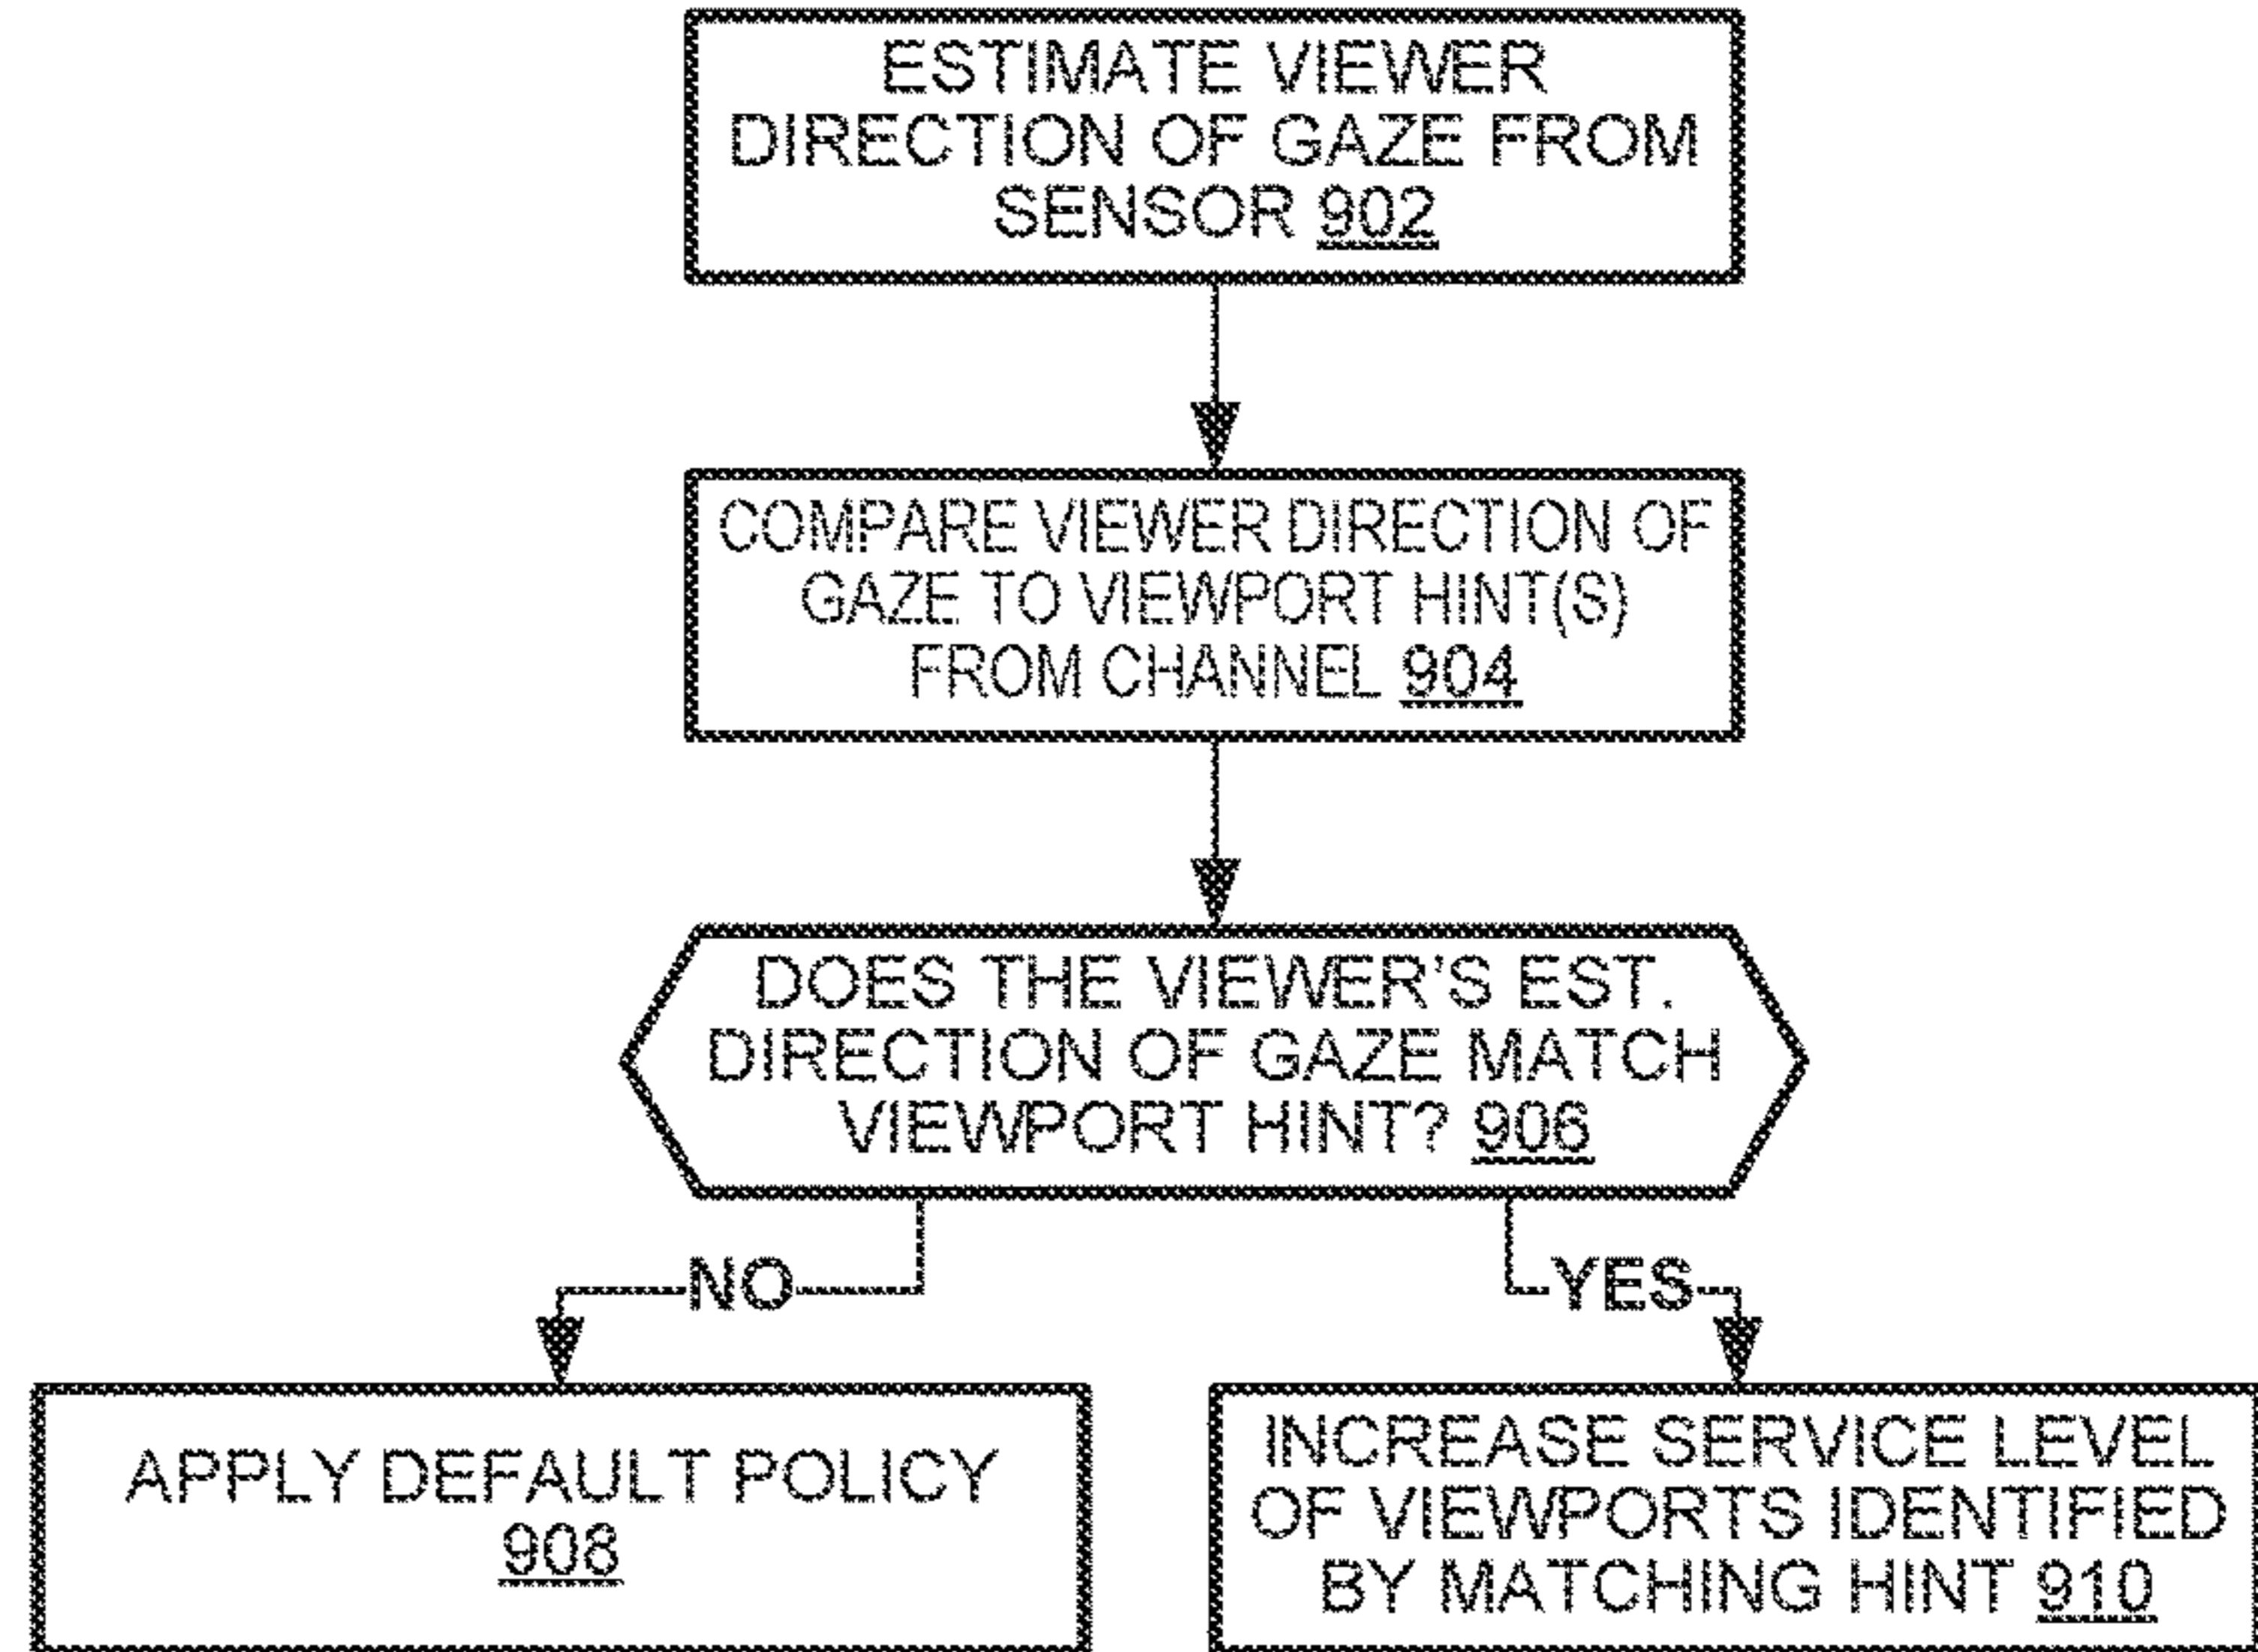 ESTIMATE VIEWER
DIRECTION OF GAZE FROM
SENSOR 902
COMPARE VIEWER DIRECTION OF
GAZE TO VIEWPORT HINT(S)
FROM CHANNEL 904
DOES THE VIEWER'S EST.
DIRECTION OF GAZE MATCH
VIEWPORT HINT? 906
NO
YES
APPLY DEFAULT POLICY
908
INCREASE SERVICE LEVEL
OF VIEWPORTS IDENTIFIED
BY MATCHING HINT 910